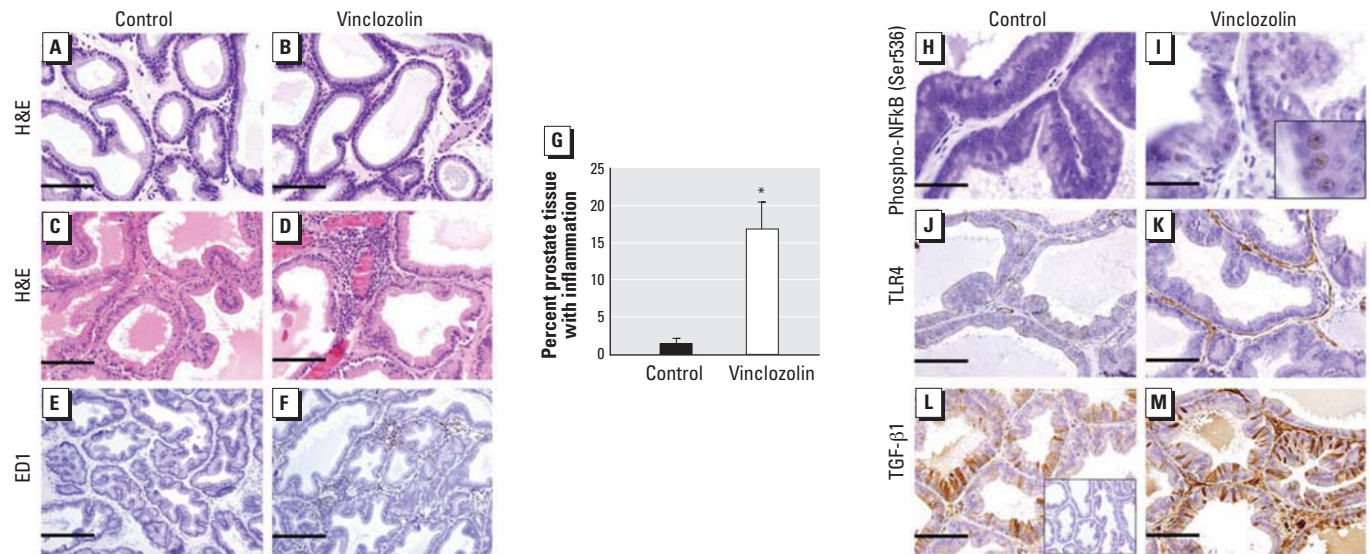 Control Vinclozolin
H&E
A B
H&E
C D
ED1
E F
G
Percent prostate tissue
with inflammation
25
20
15
10
5
0
*
Control Vinclozolin
Control Vinclozolin
Phospho-NFκB (Ser536)
H I
TLR4
J K
TGF-β1
L M